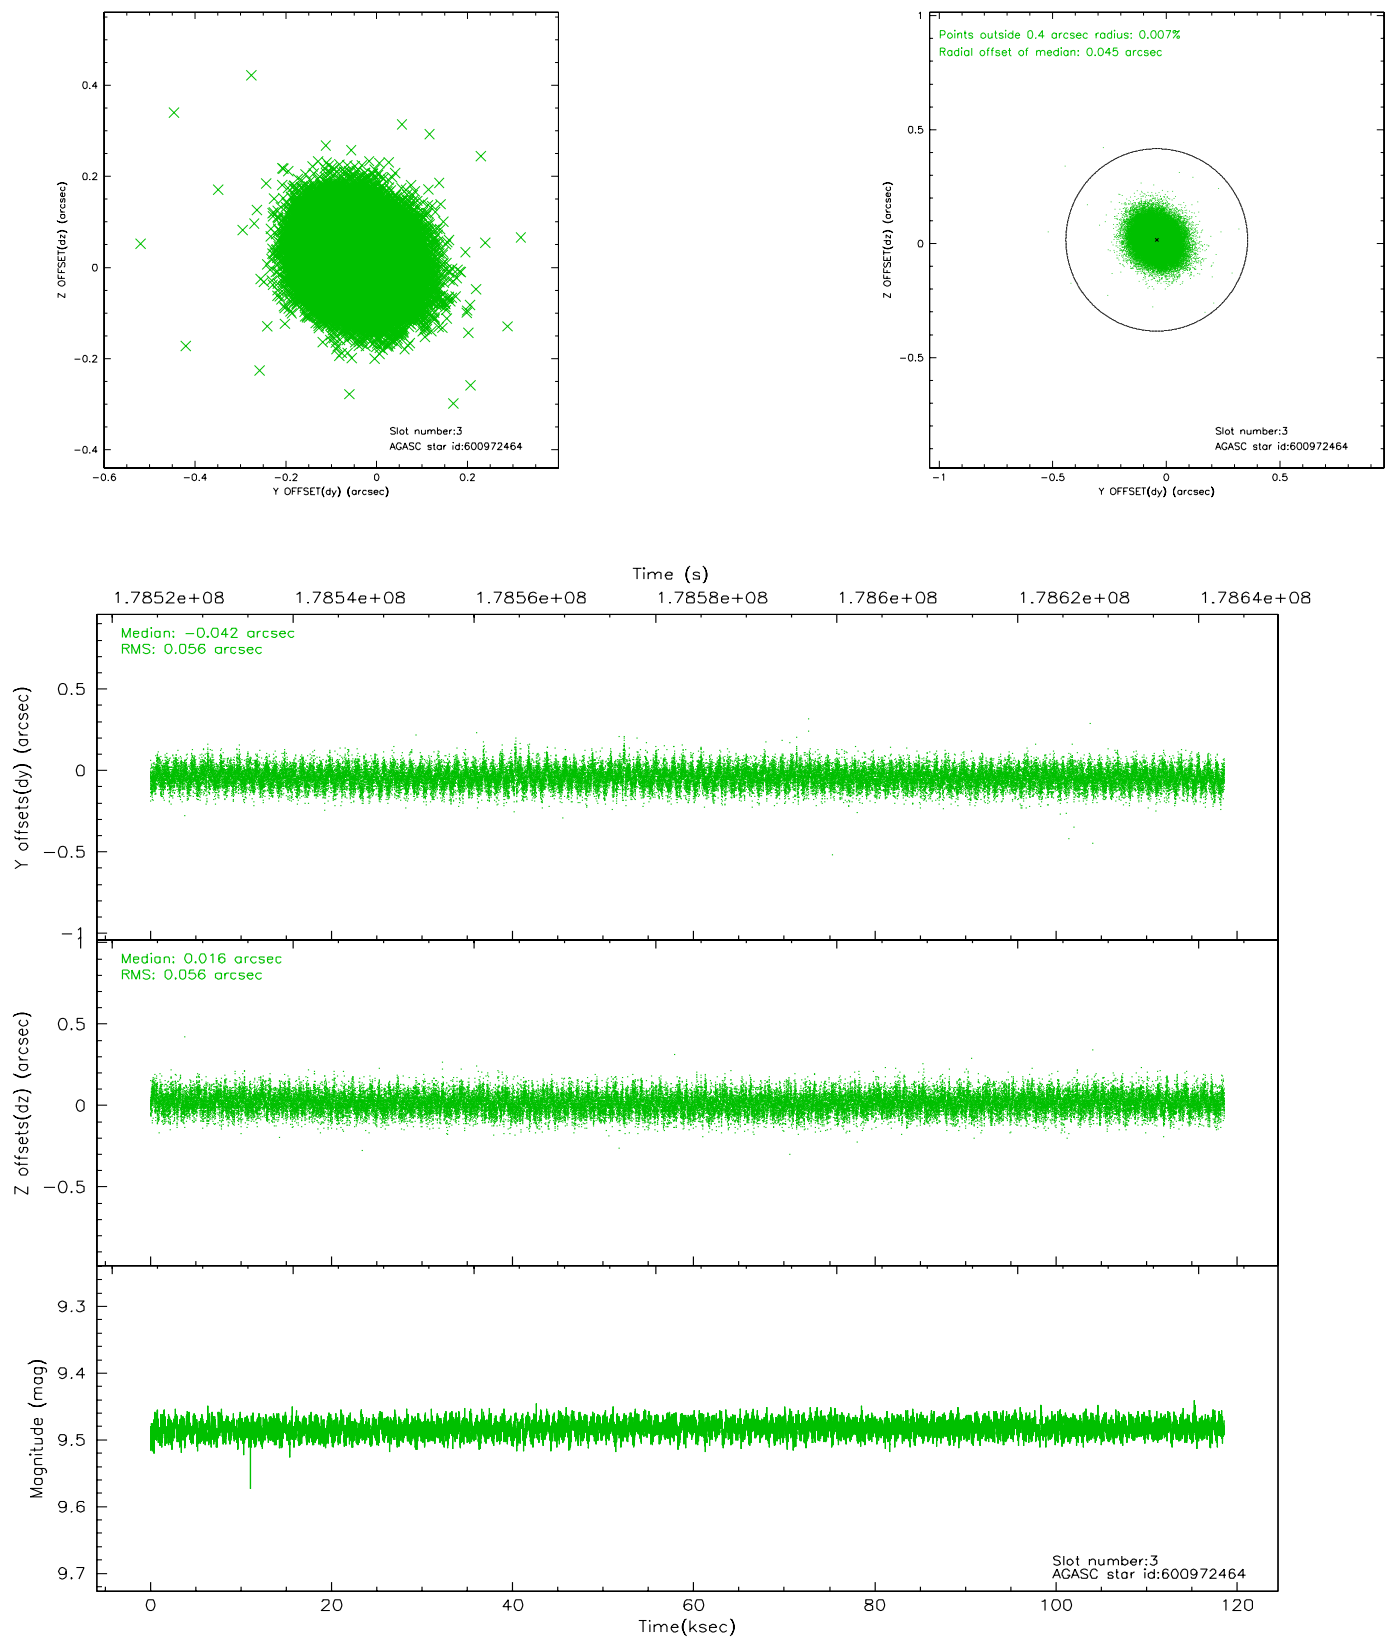 0.4
0.2
0
−0.2
−0.4
Z OFFSET(dz) (arcsec)
−0.6 −0.4 −0.2 0 0.2
Y OFFSET(dy) (arcsec)
Slot number:3
AGASC star id:600972464
Points outside 0.4 arcsec radius: 0.007%
Radial offset of median: 0.045 arcsec
1
0.5
0
−0.5
Z OFFSET(dz) (arcsec)
−1 −0.5 0 0.5
Y OFFSET(dy) (arcsec)
Slot number:3
AGASC star id:600972464
Time (s)
1.7852e+08 1.7854e+08 1.7856e+08 1.7858e+08 1.786e+08 1.7862e+08 1.7864e+08
Median: −0.042 arcsec
RMS: 0.056 arcsec
0.5
0
−0.5
−1
Y offsets(dy) (arcsec)
Median: 0.016 arcsec
RMS: 0.056 arcsec
1
0.5
0
−0.5
Z offsets(dz) (arcsec)
9.3
9.4
9.5
9.6
9.7
Magnitude (mag)
Slot number:3
AGASC star id:600972464
0 20 40 60 80 100 120
Time(ksec)